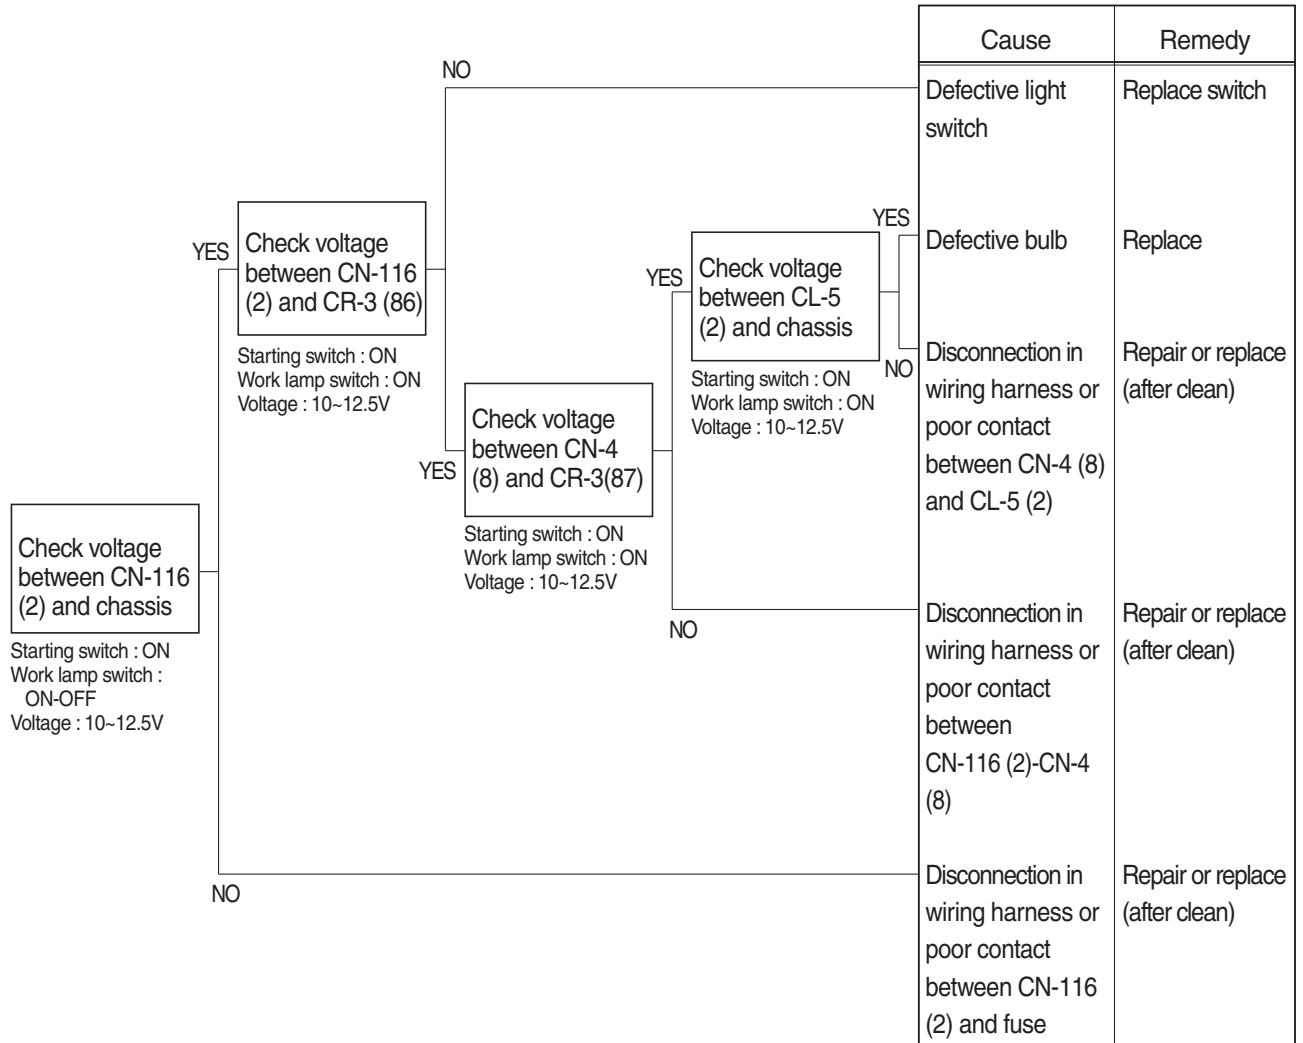 Cause
Remedy
NO
Defective light
switch
Replace switch
YES
Check voltage
between CN-116
(2) and CR-3 (86)
Starting switch : ON
Work lamp switch : ON
Voltage : 10~12.5V
YES
Check voltage
between CL-5
(2) and chassis
Starting switch : ON
Work lamp switch : ON
Voltage : 10~12.5V
YES
Defective bulb
Replace
NO
Disconnection in
wiring harness or
poor contact
between CN-4 (8)
and CL-5 (2)
Repair or replace
(after clean)
YES
Check voltage
between CN-4
(8) and CR-3(87)
Starting switch : ON
Work lamp switch : ON
Voltage : 10~12.5V
Check voltage
between CN-116
(2) and chassis
Starting switch : ON
Work lamp switch :
ON-OFF
Voltage : 10~12.5V
NO
Disconnection in
wiring harness or
poor contact
between
CN-116 (2)-CN-4
(8)
Repair or replace
(after clean)
NO
Disconnection in
wiring harness or
poor contact
between CN-116
(2) and fuse
Repair or replace
(after clean)